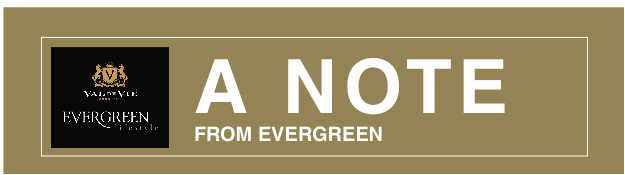 V
VAL DE VIE
EVERGREEN
lifestyle
A NOTE
FROM EVERGREEN